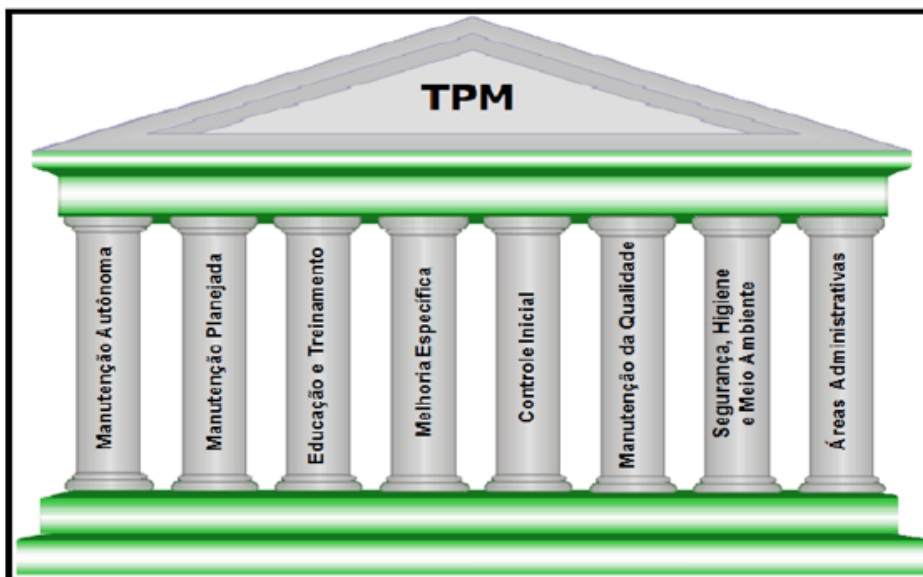 TPM
Manutenção Autônoma
Manutenção Planejada
Educação e Treinamento
Melhoria Específica
Controle Inicial
Manutenção da Qualidade
Segurança, Higiene
e Meio Ambiente
Áreas Administrativas